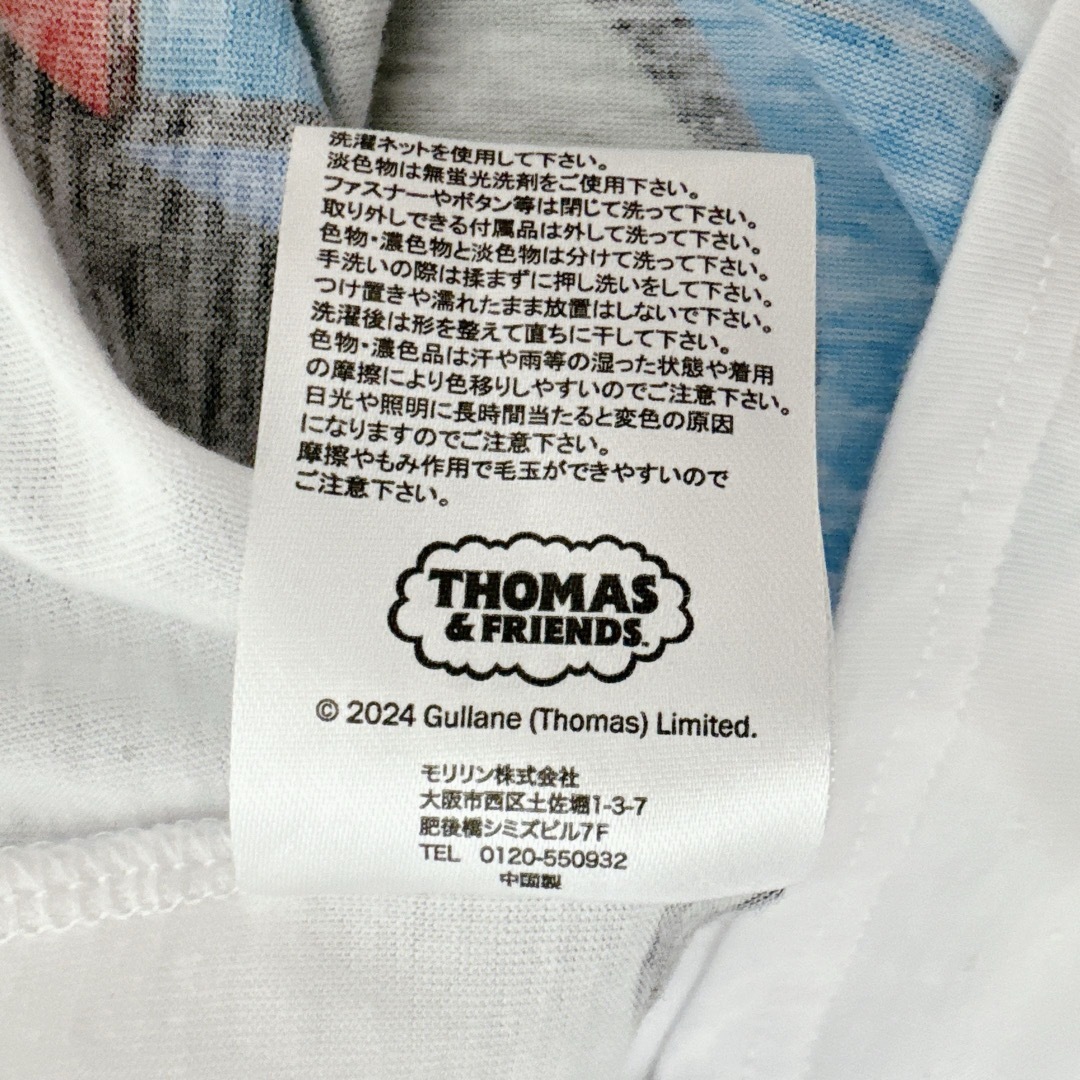 洗濯ネットを使用して下さい。
淡色物は無蛍光洗剤をご使用下さい。
ファスナーやボタン等は閉じて洗って下さい。
取り外しできる付属品は外して洗って下さい。
色物・濃色物と淡色物は分けて洗って下さい。
手洗いの際は揉まずに押し洗いをして下さい。
つけ置きや濡れたまま放置はしないで下さい。
洗濯後は形を整えて直ちに干して下さい。
色物・濃色品は汗や雨等の湿った状態や着用
の摩擦により色移りしやすいのでご注意下さい。
日光や照明に長時間当たると変色の原因
になりますのでご注意下さい。
摩擦やもみ作用で毛玉ができやすいので
ご注意下さい。
THOMAS
& FRIENDS™
© 2024 Gullane (Thomas) Limited.
モリリン株式会社
大阪市西区土佐堀1-3-7
肥後橋シミズビル7F
TEL 0120-550932
中国製